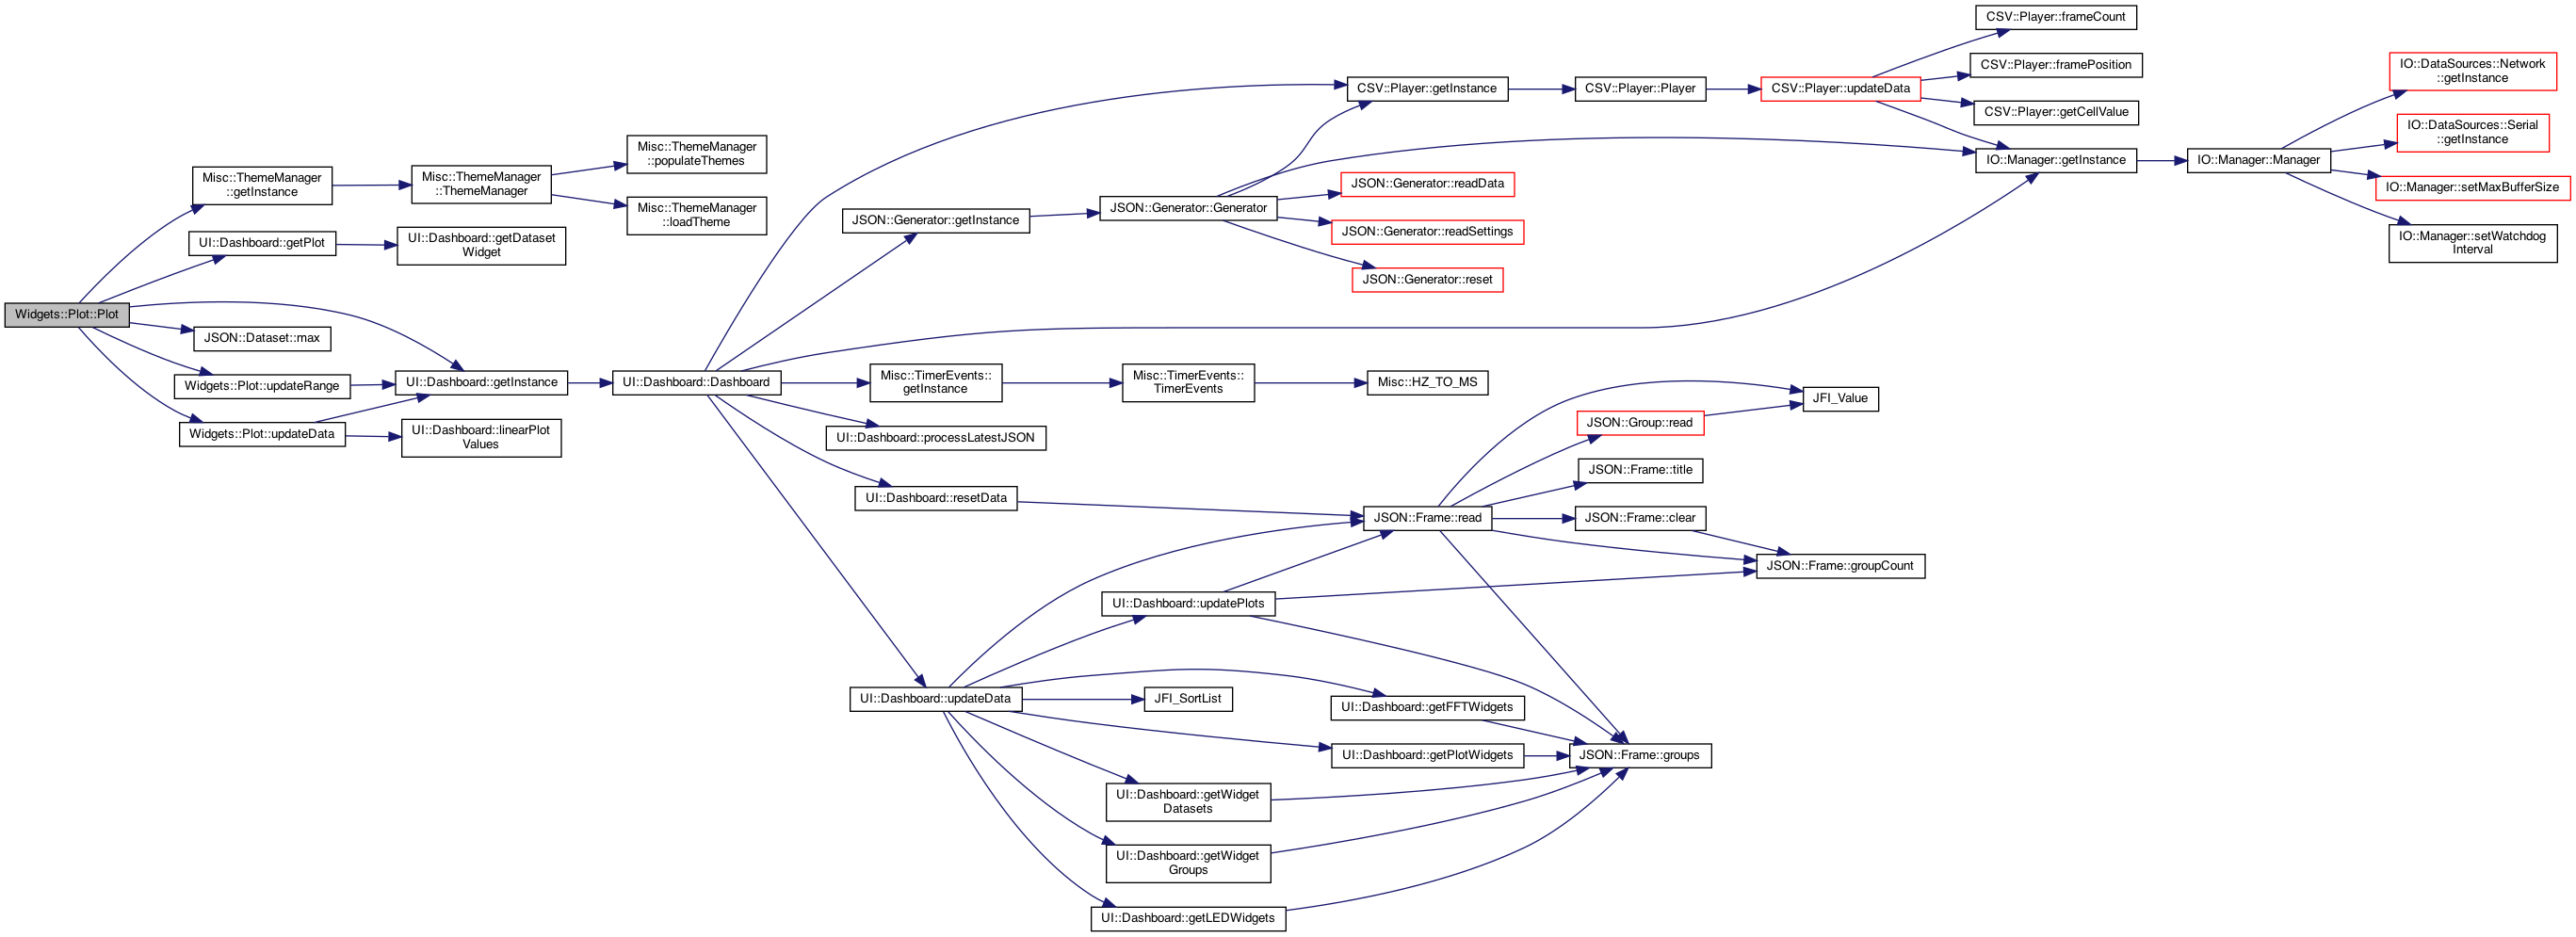 Widgets::Plot::Plot
Misc::ThemeManager
::getInstance
UI::Dashboard::getPlot
JSON::Dataset::max
Widgets::Plot::updateRange
Widgets::Plot::updateData
Misc::ThemeManager
::ThemeManager
UI::Dashboard::getDataset
Widget
UI::Dashboard::getInstance
UI::Dashboard::linearPlot
Values
Misc::ThemeManager
::populateThemes
Misc::ThemeManager
::loadTheme
UI::Dashboard::Dashboard
JSON::Generator::getInstance
Misc::TimerEvents::
getInstance
UI::Dashboard::processLatestJSON
UI::Dashboard::resetData
UI::Dashboard::updateData
JSON::Generator::Generator
Misc::TimerEvents::
TimerEvents
UI::Dashboard::updatePlots
JFI_SortList
UI::Dashboard::getWidget
Datasets
UI::Dashboard::getWidget
Groups
UI::Dashboard::getLEDWidgets
CSV::Player::getInstance
JSON::Generator::readData
JSON::Generator::readSettings
JSON::Generator::reset
Misc::HZ_TO_MS
JSON::Frame::read
UI::Dashboard::getFFTWidgets
UI::Dashboard::getPlotWidgets
CSV::Player::Player
JSON::Group::read
JSON::Frame::title
JSON::Frame::clear
JSON::Frame::groups
CSV::Player::updateData
JFI_Value
JSON::Frame::groupCount
CSV::Player::frameCount
CSV::Player::framePosition
CSV::Player::getCellValue
IO::Manager::getInstance
IO::Manager::Manager
IO::DataSources::Network
::getInstance
IO::DataSources::Serial
::getInstance
IO::Manager::setMaxBufferSize
IO::Manager::setWatchdog
Interval